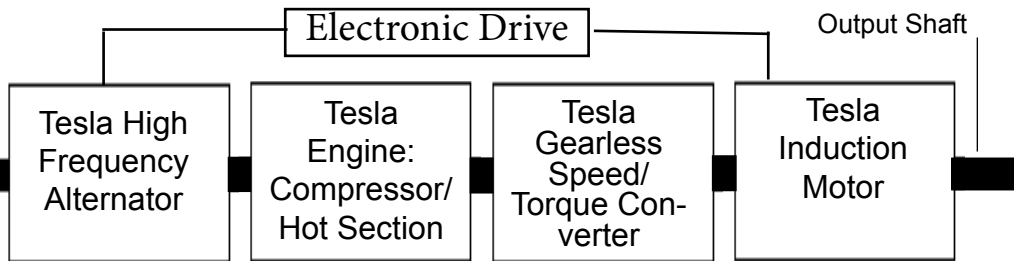 Electronic Drive
Output Shaft
Tesla High
Frequency
Alternator
Tesla
Engine:
Compressor/
Hot Section
Tesla
Gearless
Speed/
Torque Con-
verter
Tesla
Induction
Motor